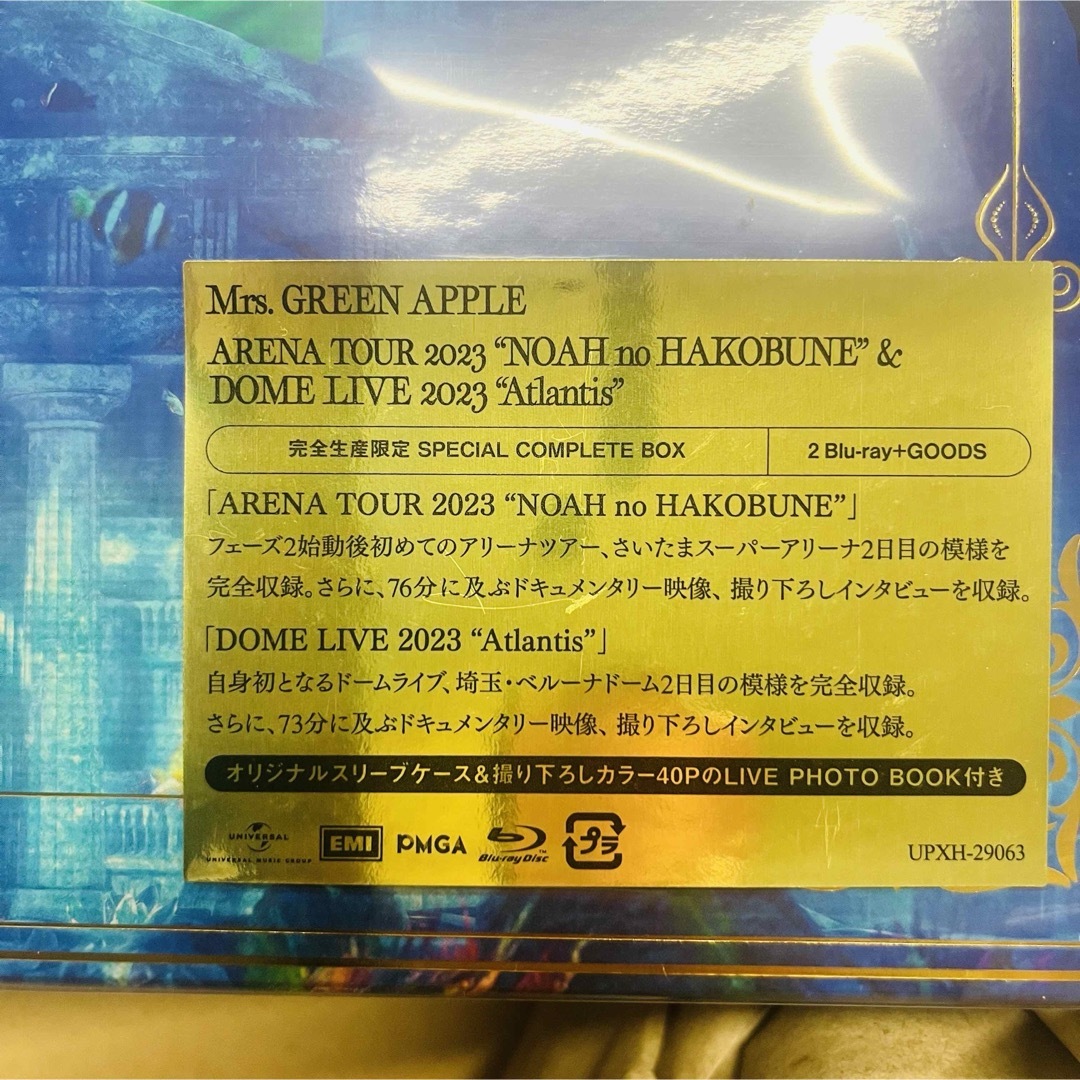 Mrs. GREEN APPLE
ARENA TOUR 2023 “NOAH no HAKOBUNE” &
DOME LIVE 2023 “Atlantis”
完全生産限定 SPECIAL COMPLETE BOX
2 Blu-ray+GOODS
「ARENA TOUR 2023 “NOAH no HAKOBUNE”」
フェーズ2始動後初めてのアリーナツアー、さいたまスーパーアリーナ2日目の模様を
完全収録。さらに、76分に及ぶドキュメンタリー映像、撮り下ろしインタビューを収録。
「DOME LIVE 2023 “Atlantis”」
自身初となるドームライブ、埼玉・ベルーナドーム2日目の模様を完全収録。
さらに、73分に及ぶドキュメンタリー映像、撮り下ろしインタビューを収録。
オリジナルスリーブケース&撮り下ろしカラー40PのLIVE PHOTO BOOK付き
UNIVERSAL
UNIVERSAL MUSIC GROUP
EMI
PMGA
Blu-ray Disc
TM
プラ
UPXH-29063